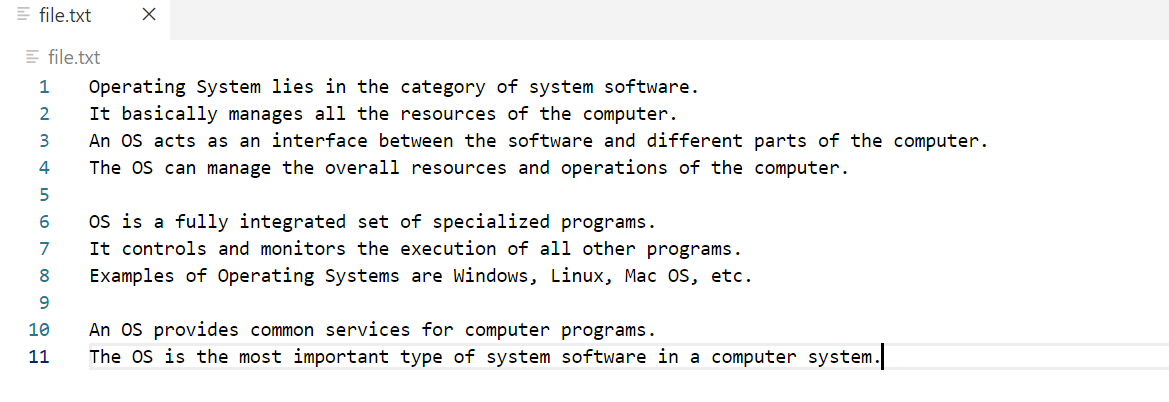 file.txt
file.txt
1 Operating System lies in the category of system software.
2 It basically manages all the resources of the computer.
3 An OS acts as an interface between the software and different parts of the computer.
4 The OS can manage the overall resources and operations of the computer.
5
6 OS is a fully integrated set of specialized programs.
7 It controls and monitors the execution of all other programs.
8 Examples of Operating Systems are Windows, Linux, Mac OS, etc.
9
10 An OS provides common services for computer programs.
11 The OS is the most important type of system software in a computer system.